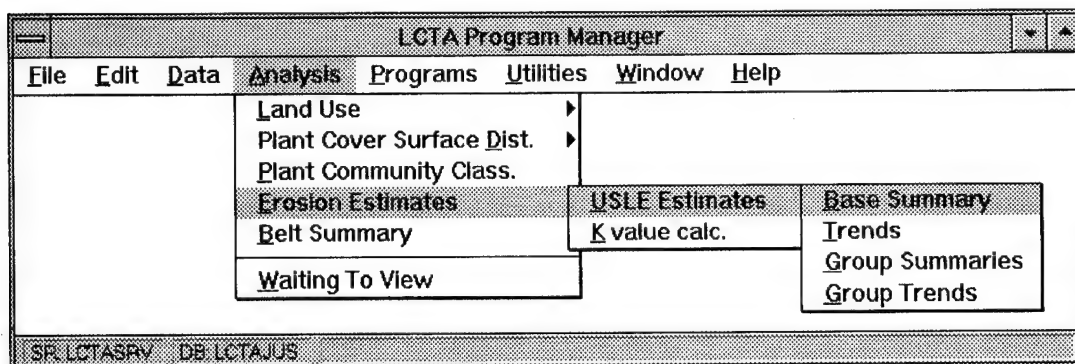 LCTA Program Manager
File Edit Data Analysis Programs Utilities Window Help
Land Use
Plant Cover Surface Dist.
Plant Community Class.
Erosion Estimates USLE Estimates Base Summary
Belt Summary K value calc. Trends
Group Summaries
Waiting To View Group Trends
SR: LCTASRV DB: LCTAJUS